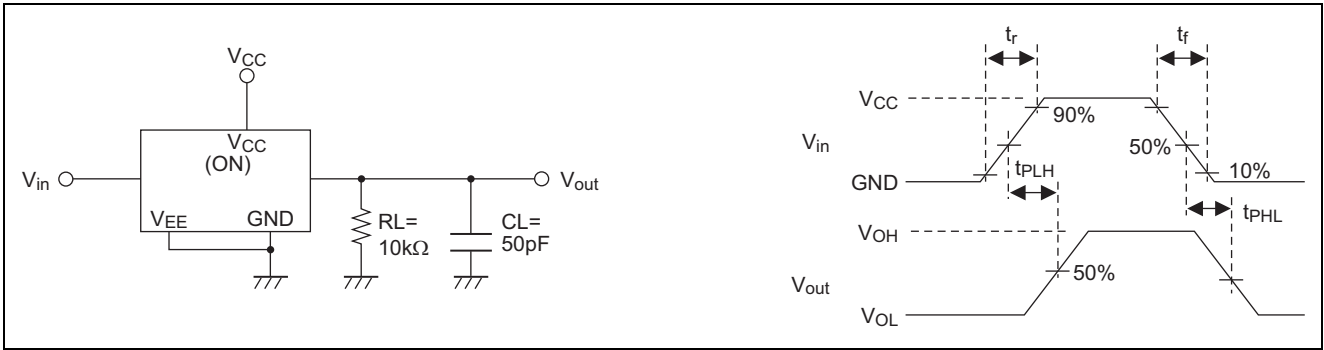 VCC
VCC
(ON)
Vin
Vout
VEE
GND
RL=
10kΩ
CL=
50pF
tr
tf
VCC
90%
Vin
50%
10%
GND
tPLH
tPHL
VOH
50%
Vout
VOL